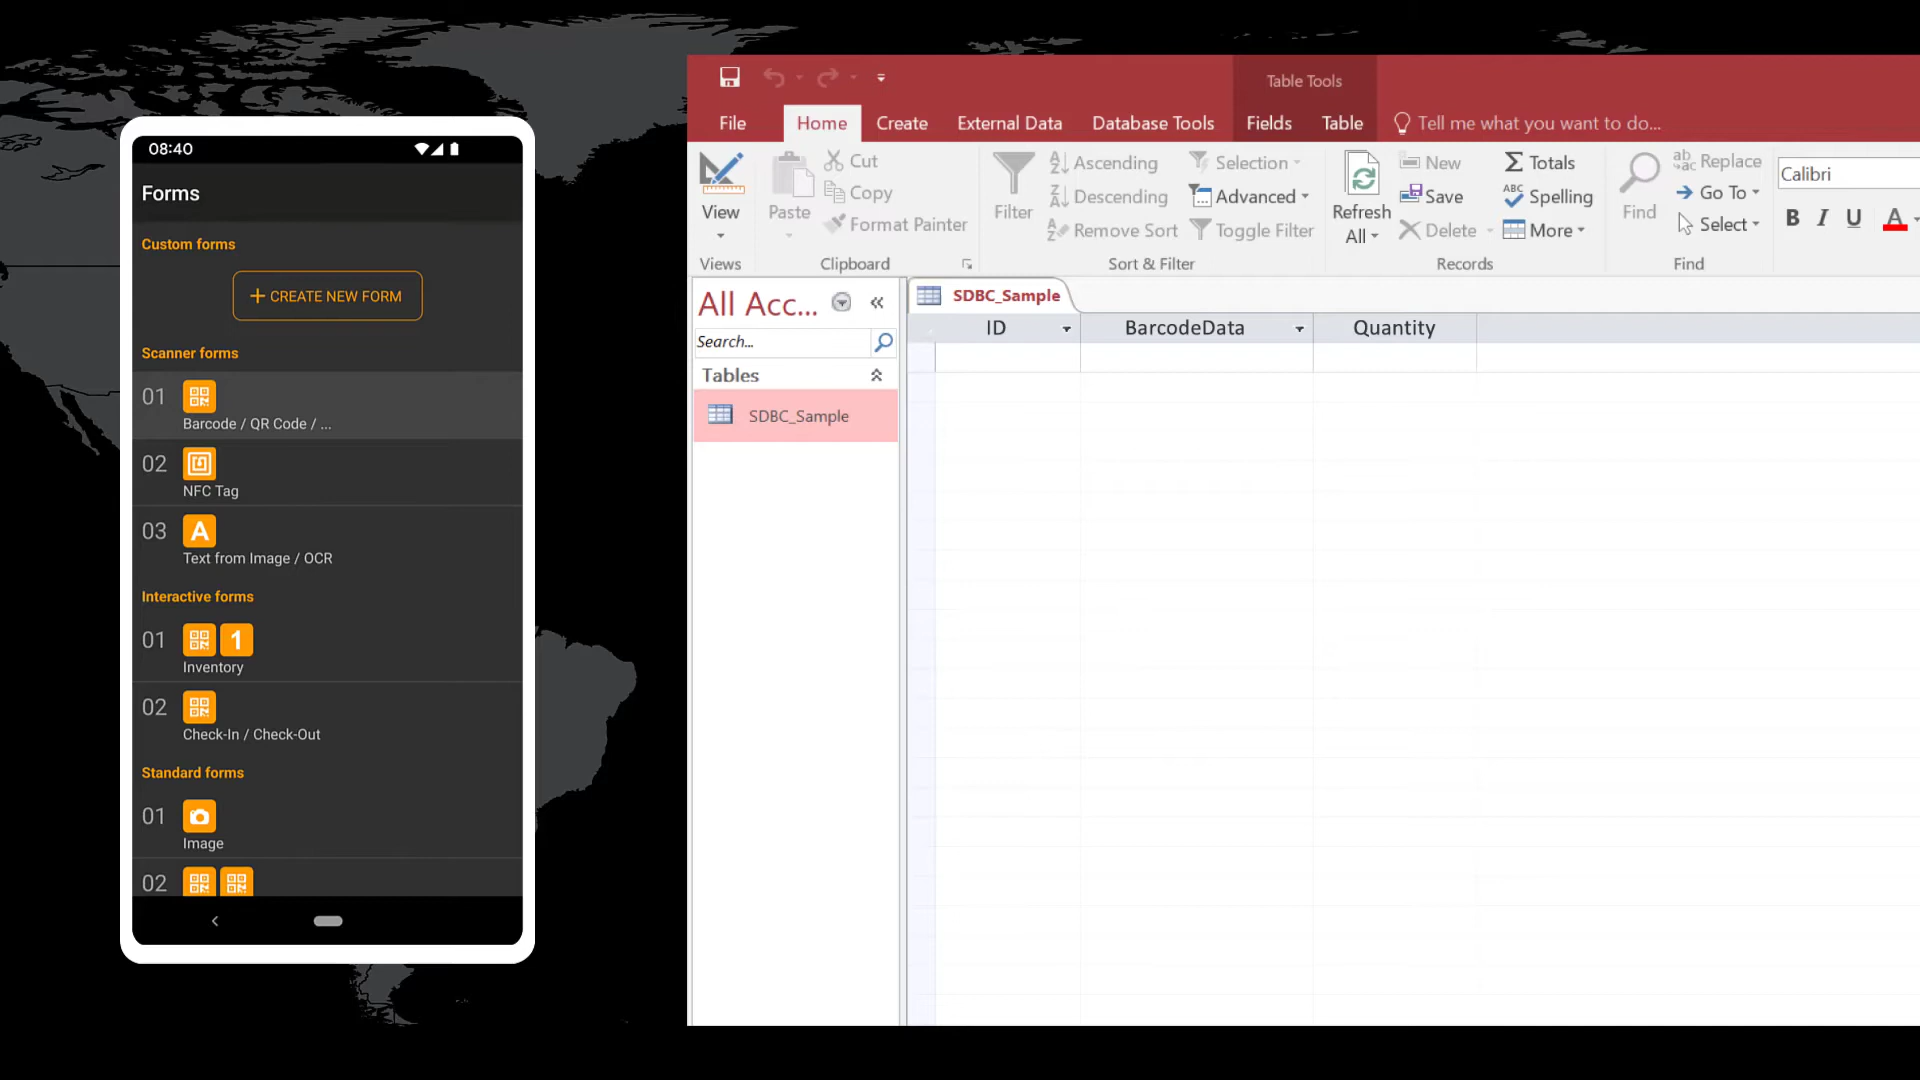 08:40
Forms
Custom forms
+ CREATE NEW FORM
Scanner forms
01
Barcode / QR Code / ...
02
NFC Tag
03
A
Text from Image / OCR
Interactive forms
01
1
Inventory
02
Check-In / Check-Out
Standard forms
01
Image
02
Table Tools
File Home Create External Data Database Tools Fields Table Tell me what you want to do...
View
Views
Paste
Cut
Copy
Format Painter
Clipboard
Filter
Ascending
Descending
Remove Sort
Selection
Advanced
Toggle Filter
Sort & Filter
Refresh
All
New
Save
Delete
Totals
Spelling
More
Records
Find
Replace
Go To
Select
Find
Calibri
B I U A
All Acc...
Search...
Tables
SDBC_Sample
SDBC_Sample
ID BarcodeData Quantity